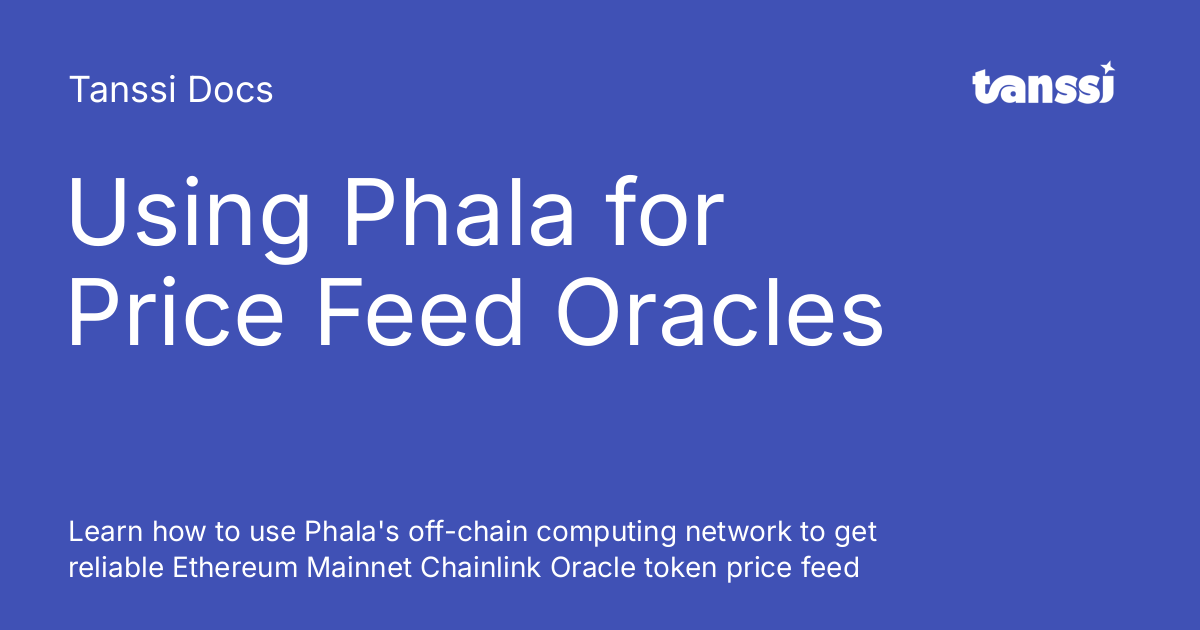 Tanssi Docs
tanssi
Using Phala for
Price Feed Oracles
Learn how to use Phala's off-chain computing network to get
reliable Ethereum Mainnet Chainlink Oracle token price feed